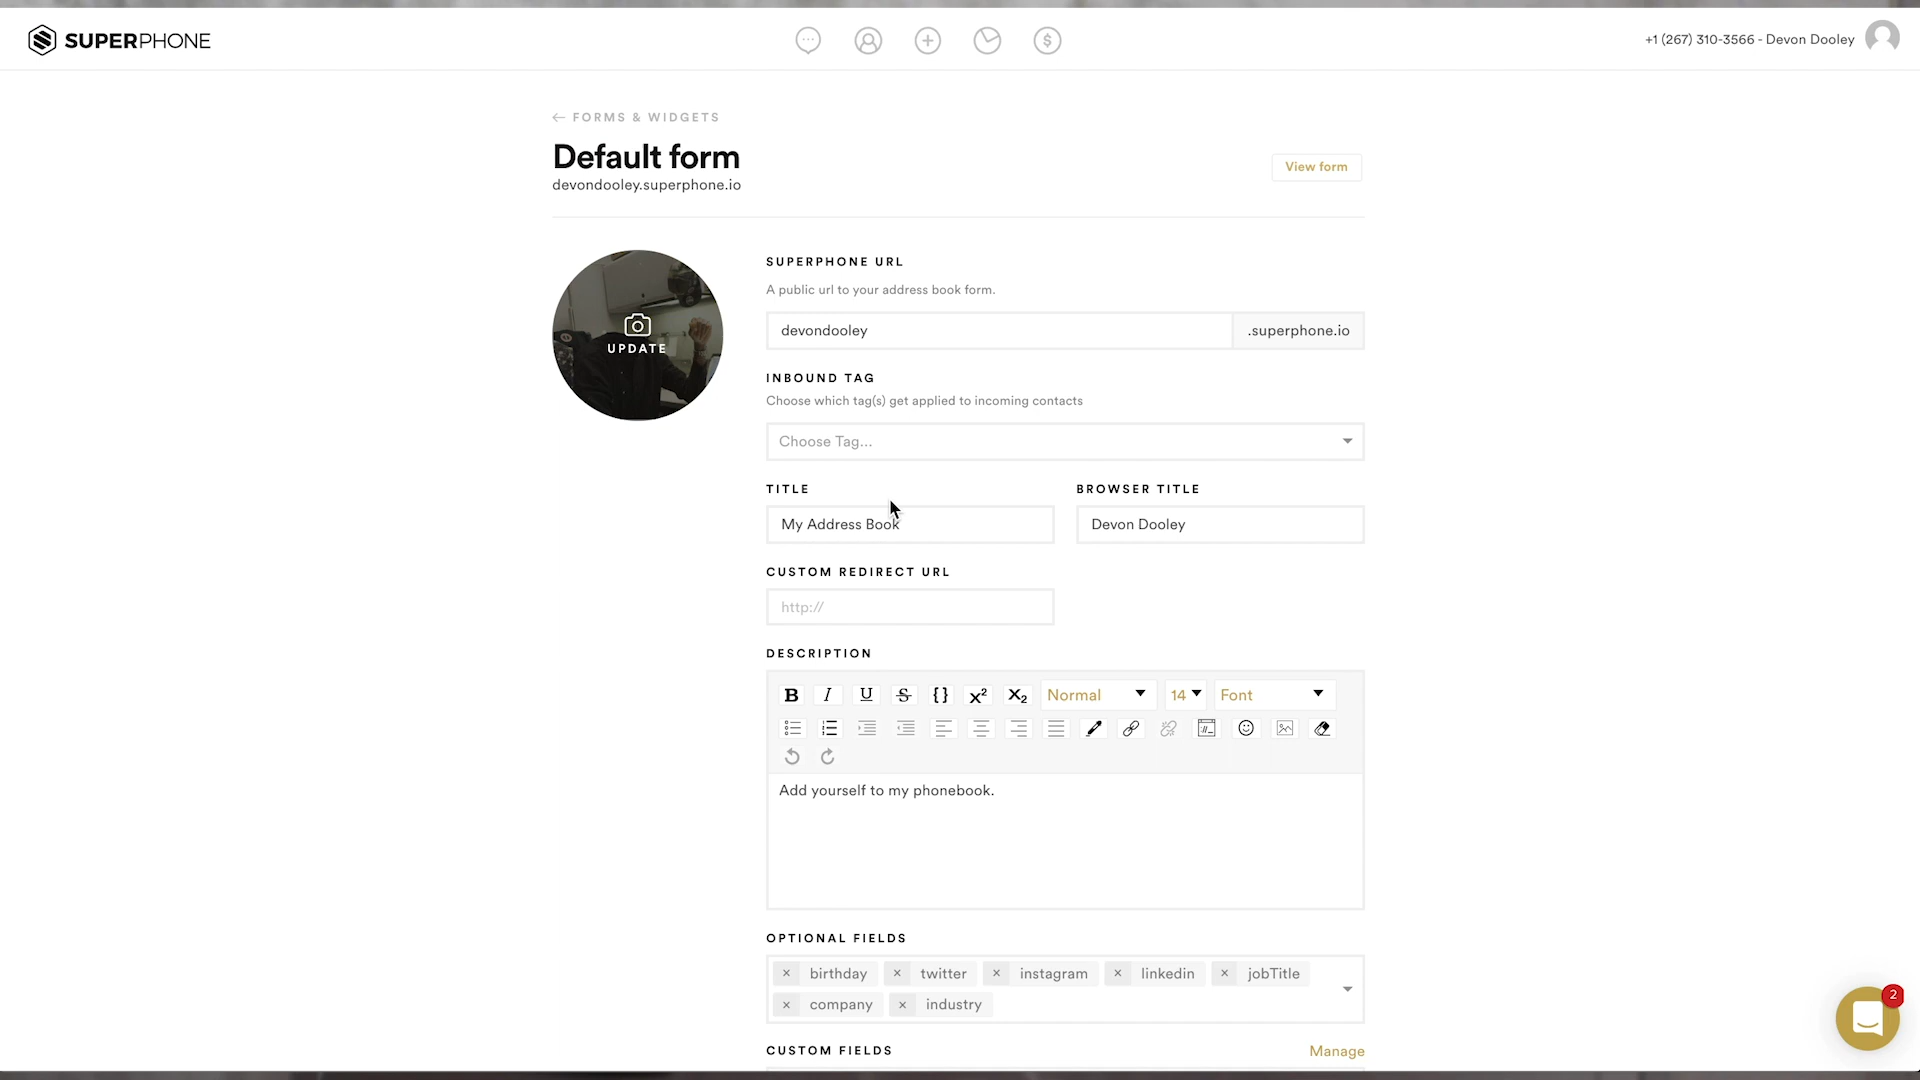 SUPERPHONE
+1 (267) 310-3566 - Devon Dooley
← FORMS & WIDGETS
Default form
devondooley.superphone.io
View form
UPDATE
SUPERPHONE URL
A public url to your address book form.
devondooley
.superphone.io
INBOUND TAG
Choose which tag(s) get applied to incoming contacts
Choose Tag...
TITLE
BROWSER TITLE
My Address Book
Devon Dooley
CUSTOM REDIRECT URL
http://
DESCRIPTION
B I U S {} X² X₂ Normal 14 Font
Add yourself to my phonebook.
OPTIONAL FIELDS
× birthday × twitter × instagram × linkedin × jobTitle
× company × industry
2
CUSTOM FIELDS
Manage